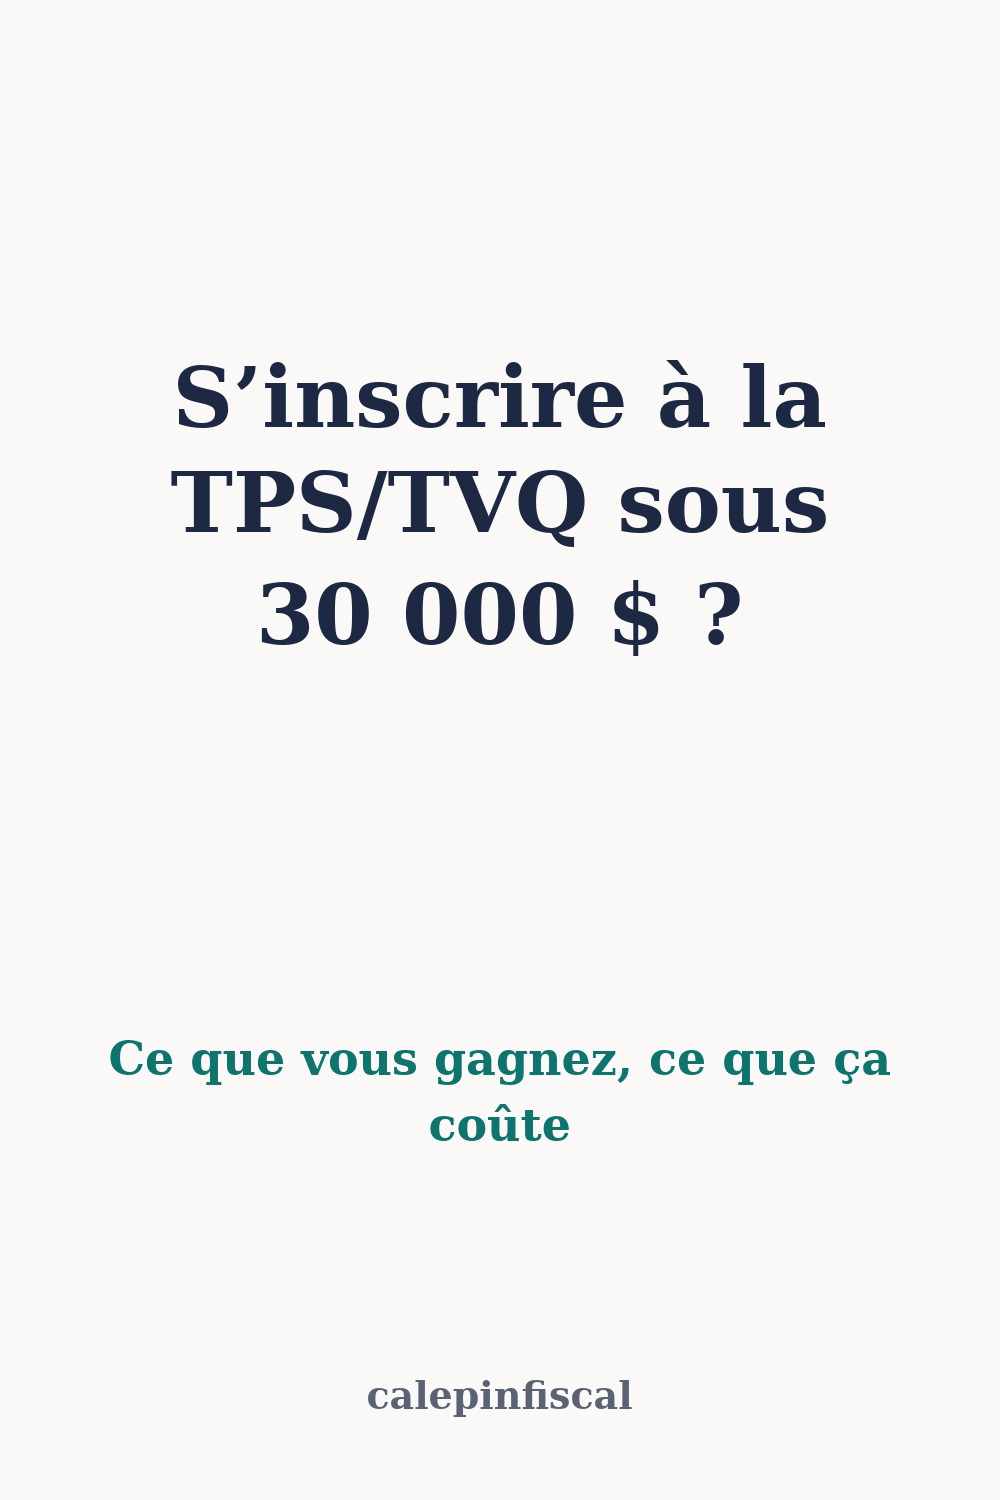 S’inscrire à la
TPS/TVQ sous
30 000 $ ?
Ce que vous gagnez, ce que ça
coûte
calepinfiscal